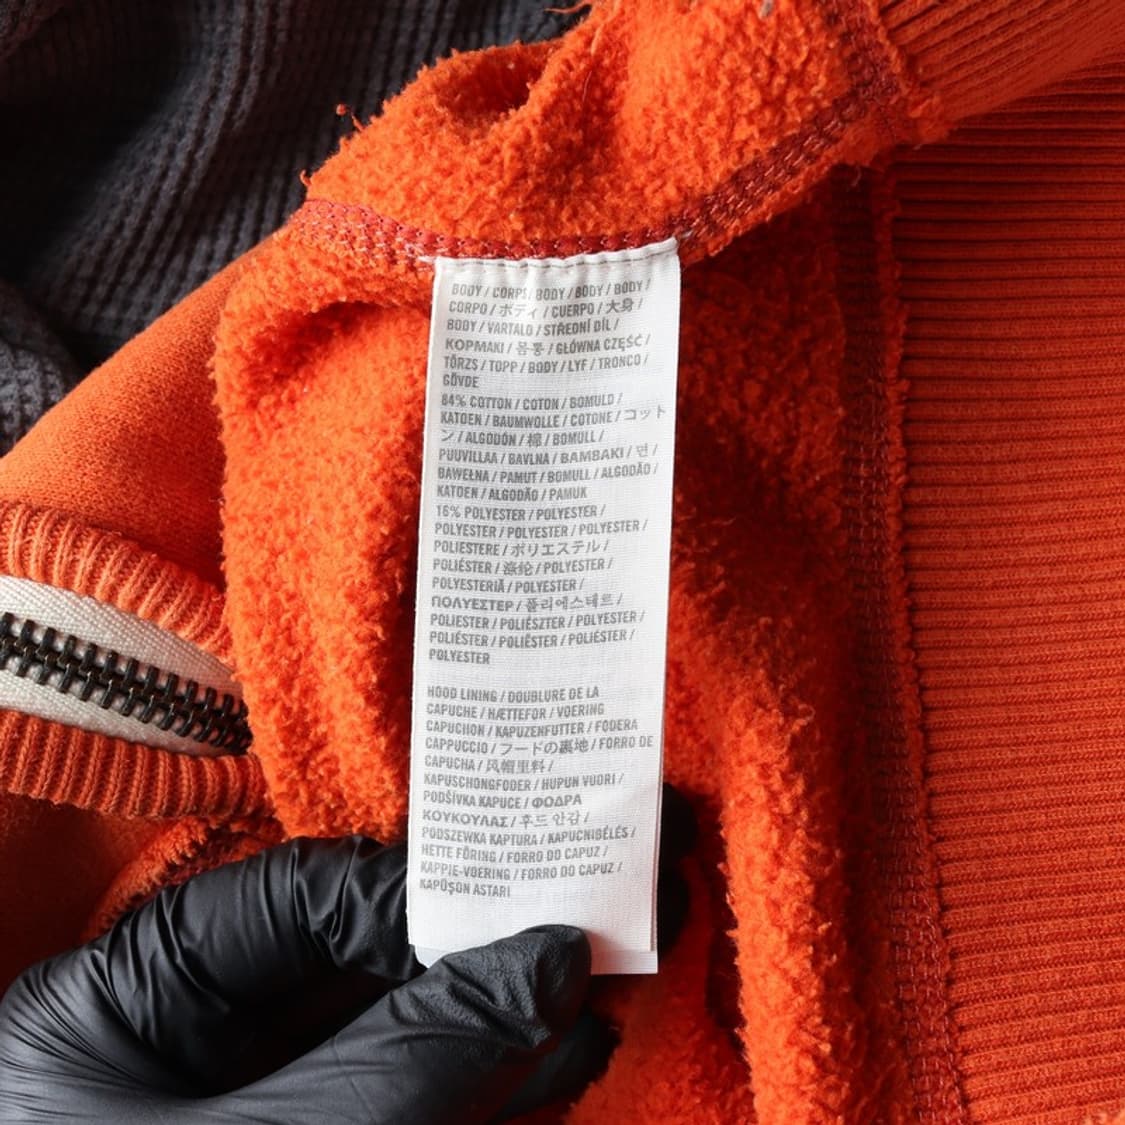 BODY / CORPS/ BODY / BODY / BODY /
CORPO / ボディ / CUERPO / 大身 /
BODY / VARTALO / STŘEDNÍ DÍL /
ΚΟΡΜΑΚΙ / 몸통 / GŁÓWNA CZĘŚĆ /
TÖRZS / TOPP / BODY / LYF / TRONCO /
GÖVDE
84% COTTON / COTON / BOMULD /
KATOEN / BAUMWOLLE / COTONE / コット
ン / ALGODÓN / 棉 / BOMULL /
PUUVILLAA / BAVLNA / ΒΑΜΒΑΚΙ / 면 /
BAWEŁNA / PAMUT / BOMULL / ALGODÃO /
KATOEN / ALGODÃO / PAMUK
16% POLYESTER / POLYESTER /
POLYESTER / POLYESTER / POLYESTER /
POLIESTERE / ポリエステル /
POLIÉSTER / 涤纶 / POLYESTER /
POLYESTERIÄ / POLYESTER /
ΠΟΛΥΕΣΤΕΡ / 폴리에스테르 /
POLIESTER / POLIÉSZTER / POLYESTER /
POLIÉSTER / POLIËSTER / POLIÉSTER /
POLYESTER
HOOD LINING / DOUBLURE DE LA
CAPUCHE / HÆTTEFOR / VOERING
CAPUCHON / KAPUZENFUTTER / FODERA
CAPPUCCIO / フードの裏地 / FORRO DE
CAPUCHA / 风帽里料 /
KAPUSCHONGFODER / HUPUN VUORI /
PODŠÍVKA KAPUCE / ΦΟΔΡΑ
ΚΟΥΚΟΥΛΑΣ / 후드 안감 /
PODSZEWKA KAPTURA / KAPUCNIBÉLÉS /
HETTE FÔRING / FORRO DO CAPUZ /
KAPPIE-VOERING / FORRO DO CAPUZ /
KAPÜŞON ASTARI